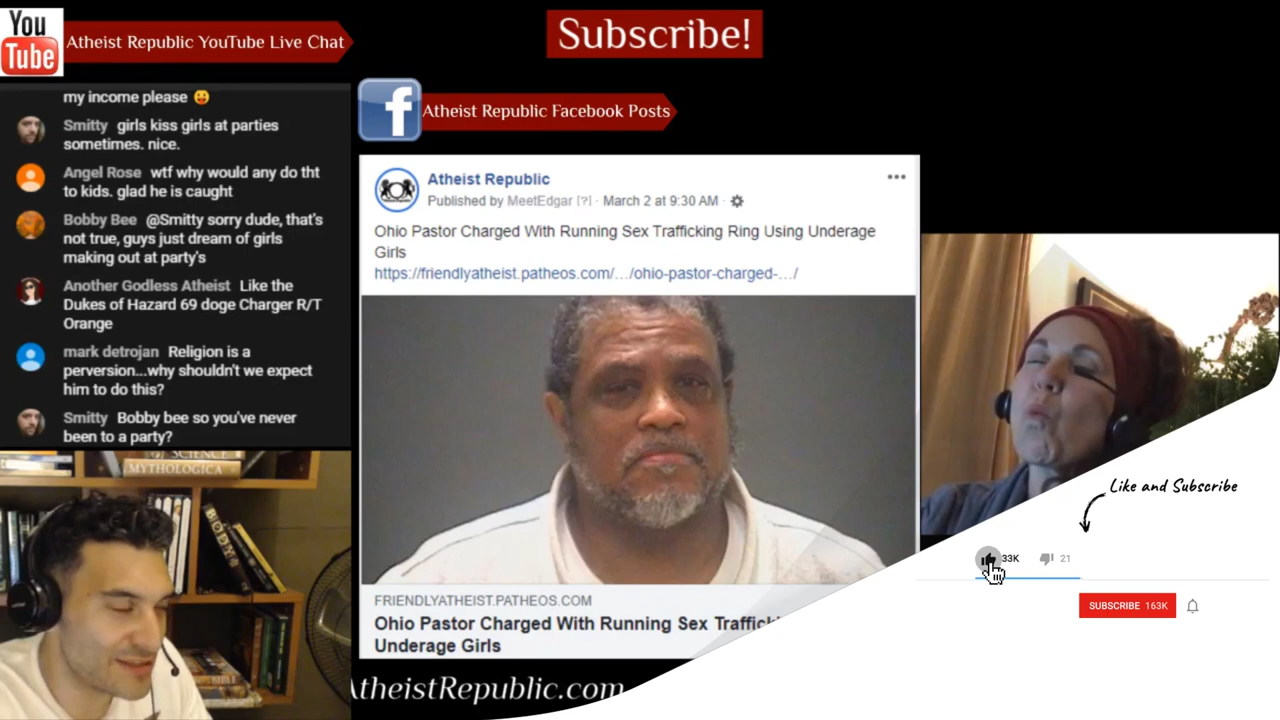 You
Tube
Atheist Republic YouTube Live Chat
Subscribe!
my income please
Smitty girls kiss girls at parties
sometimes. nice.
Angel Rose wtf why would any do tht
to kids. glad he is caught
Bobby Bee @Smitty sorry dude, that's
not true, guys just dream of girls
making out at party's
Another Godless Atheist Like the
Dukes of Hazard 69 doge Charger R/T
Orange
mark detrojan Religion is a
perversion...why shouldn't we expect
him to do this?
Smitty Bobby bee so you've never
been to a party?
f
Atheist Republic Facebook Posts
Atheist Republic
Published by MeetEdgar [?] · March 2 at 9:30 AM ·
Ohio Pastor Charged With Running Sex Trafficking Ring Using Underage
Girls
https://friendlyatheist.patheos.com/…/ohio-pastor-charged-…/
FRIENDLYATHEIST.PATHEOS.COM
Ohio Pastor Charged With Running Sex Traffick
Underage Girls
AtheistRepublic.com
SCIENCE
MYTHOLOGICA
BODY
Like and Subscribe
33K 21
SUBSCRIBE 163K